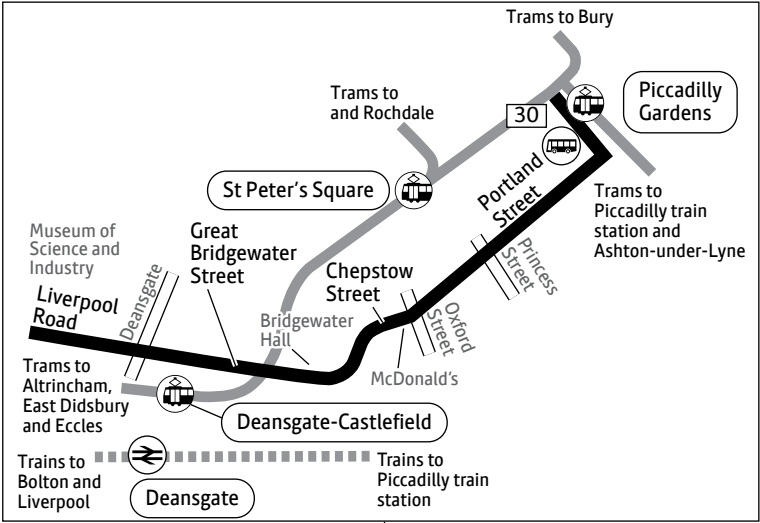 Trams to Bury
Piccadilly
Gardens
Trams to
and Rochdale
30
St Peter's Square
Portland
Street
Trams to
Piccadilly train
station and
Ashton-under-Lyne
Museum of
Science and
Industry
Great
Bridgewater
Street
Princess
Street
Chepstow
Street
Deansgate
Liverpool
Road
Oxford
Street
Bridgewater
Hall
McDonald's
Trams to
Altrincham,
East Didsbury
and Eccles
Deansgate-Castlefield
Trains to
Bolton and
Liverpool
Deansgate
Trains to
Piccadilly train
station